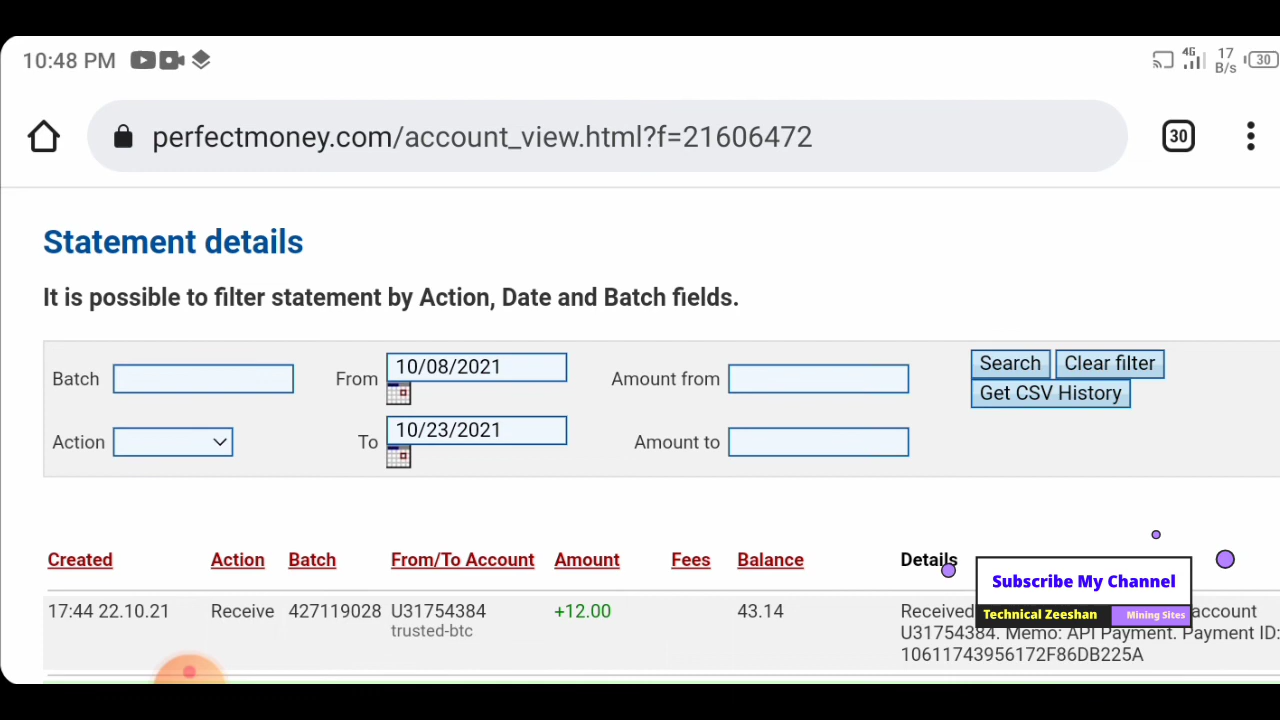 10:48 PM 4G 17 B/s 30
perfectmoney.com/account_view.html?f=21606472 30
Statement details
It is possible to filter statement by Action, Date and Batch fields.
Batch From 10/08/2021 Amount from Search Clear filter
Get CSV History
Action To 10/23/2021 Amount to
Created Action Batch From/To Account Amount Fees Balance Details
17:44 22.10.21 Receive 427119028 U31754384 +12.00 43.14 Received account
trusted-btc U31754384. Memo: API Payment. Payment ID:
10611743956172F86DB225A
Subscribe My Channel
Technical Zeeshan Mining Sites